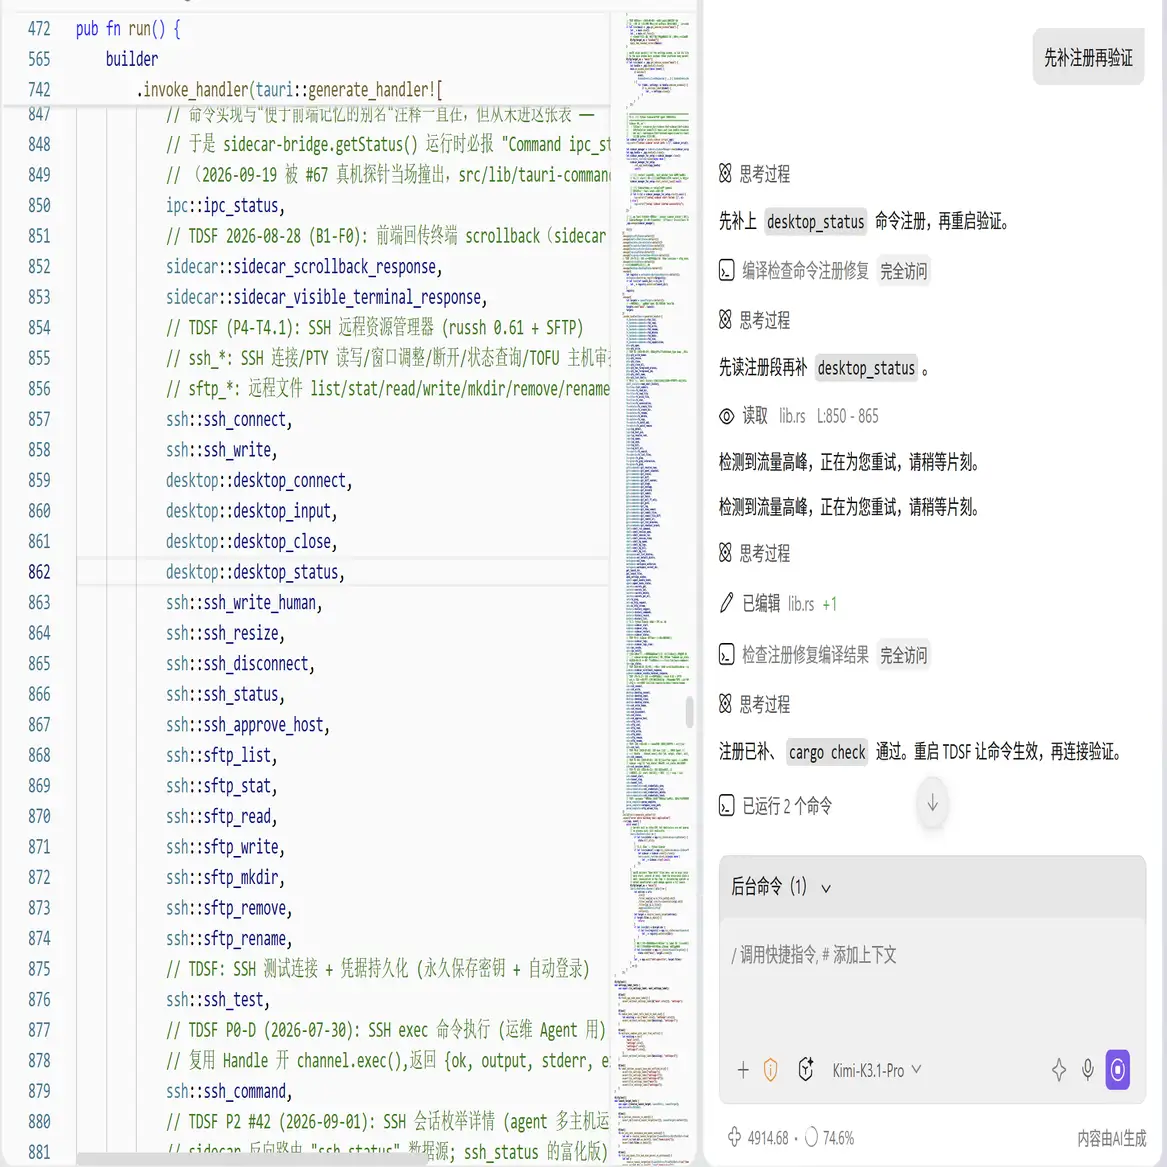 472 pub fn run() {
565 builder
742 .invoke_handler(tauri::generate_handler![
847 // 命令实现与"便于前端记忆的别名"注释一直在，但从未进这张表 —
848 // 于是 sidecar-bridge.getStatus() 运行时必报 "Command ipc_st
849 // （2026-09-19 被 #67 真机探针当场撞出，src/lib/tauri-comman
850 ipc::ipc_status,
851 // TDSF 2026-08-28 (B1-F0): 前端回传终端 scrollback（sidecar
852 sidecar::sidecar_scrollback_response,
853 sidecar::sidecar_visible_terminal_response,
854 // TDSF (P4-T4.1): SSH 远程资源管理器 (russh 0.61 + SFTP)
855 // ssh_*: SSH 连接/PTY 读写/窗口调整/断开/状态查询/TOFU 主机审
856 // sftp_*: 远程文件 list/stat/read/write/mkdir/remove/rename
857 ssh::ssh_connect,
858 ssh::ssh_write,
859 desktop::desktop_connect,
860 desktop::desktop_input,
861 desktop::desktop_close,
862 desktop::desktop_status,
863 ssh::ssh_write_human,
864 ssh::ssh_resize,
865 ssh::ssh_disconnect,
866 ssh::ssh_status,
867 ssh::ssh_approve_host,
868 ssh::sftp_list,
869 ssh::sftp_stat,
870 ssh::sftp_read,
871 ssh::sftp_write,
872 ssh::sftp_mkdir,
873 ssh::sftp_remove,
874 ssh::sftp_rename,
875 // TDSF: SSH 测试连接 + 凭据持久化 (永久保存密钥 + 自动登录)
876 ssh::ssh_test,
877 // TDSF P0-D (2026-07-30): SSH exec 命令执行 (运维 Agent 用)
878 // 复用 Handle 开 channel.exec(),返回 {ok, output, stderr, e
879 ssh::ssh_command,
880 // TDSF P2 #42 (2026-09-01): SSH 会话枚举详情 (agent 多主机运
881 // sidecar 反向路由 "ssh_status" 数据源; ssh_status 的富化版)
先补注册再验证
思考过程
先补上 desktop_status 命令注册，再重启验证。
编译检查命令注册修复 完全访问
思考过程
先读注册段再补 desktop_status 。
读取 lib.rs L:850 - 865
检测到流量高峰，正在为您重试，请稍等片刻。
检测到流量高峰，正在为您重试，请稍等片刻。
思考过程
已编辑 lib.rs +1
检查注册修复编译结果 完全访问
思考过程
注册已补、 cargo check 通过。重启 TDSF 让命令生效，再连接验证。
已运行 2 个命令
后台命令（1）
/ 调用快捷指令, # 添加上下文
Kimi-K3.1-Pro
4914.68 · 74.6%
内容由AI生成